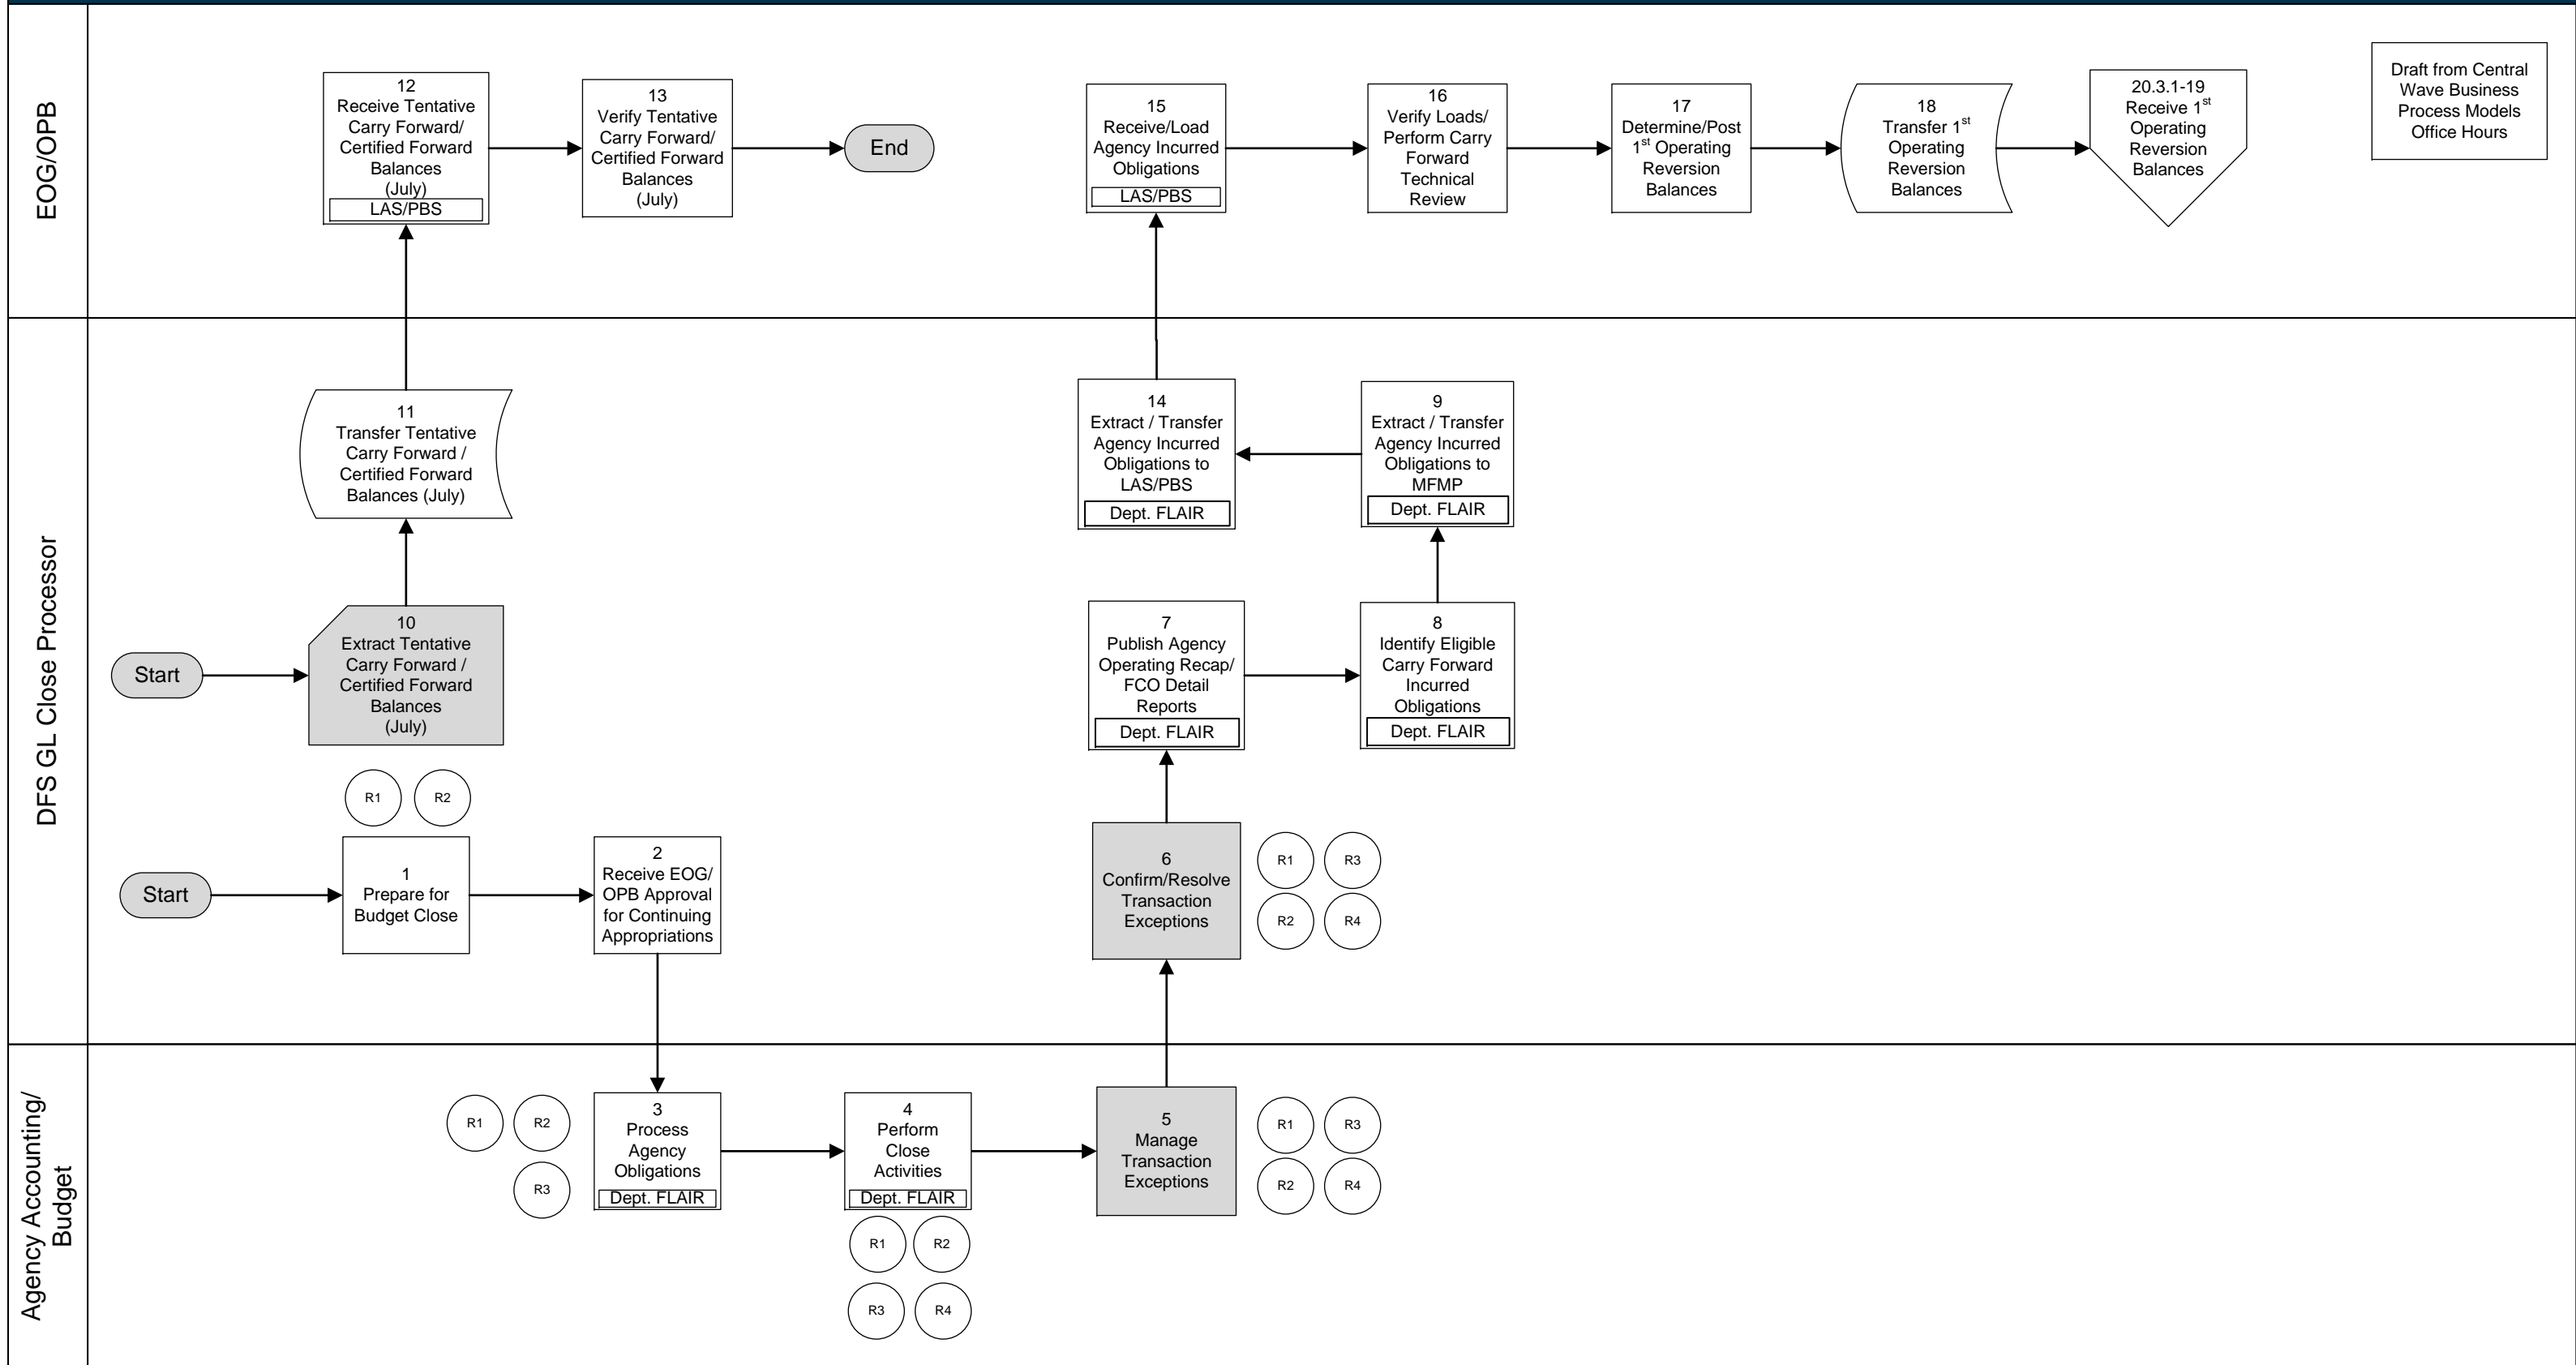 EOG/OPB
12
Receive Tentative
Carry Forward/
Certified Forward
Balances
(July)
LAS/PBS
13
Verify Tentative
Carry Forward/
Certified Forward
Balances
(July)
End
15
Receive/Load
Agency Incurred
Obligations
LAS/PBS
16
Verify Loads/
Perform Carry
Forward
Technical
Review
17
Determine/Post
1st Operating
Reversion
Balances
18
Transfer 1st
Operating
Reversion
Balances
20.3.1-19
Receive 1st
Operating
Reversion
Balances
Draft from Central
Wave Business
Process Models
Office Hours
DFS GL Close Processor
11
Transfer Tentative
Carry Forward /
Certified Forward
Balances (July)
14
Extract / Transfer
Agency Incurred
Obligations to
LAS/PBS
Dept. FLAIR
9
Extract / Transfer
Agency Incurred
Obligations to
MFMP
Dept. FLAIR
Start
10
Extract Tentative
Carry Forward /
Certified Forward
Balances
(July)
7
Publish Agency
Operating Recap/
FCO Detail
Reports
Dept. FLAIR
8
Identify Eligible
Carry Forward
Incurred
Obligations
Dept. FLAIR
R1
R2
Start
1
Prepare for
Budget Close
2
Receive EOG/
OPB Approval
for Continuing
Appropriations
6
Confirm/Resolve
Transaction
Exceptions
R1
R3
R2
R4
Agency Accounting/
Budget
R1
R2
R3
3
Process
Agency
Obligations
Dept. FLAIR
4
Perform
Close
Activities
Dept. FLAIR
R1
R2
R3
R4
5
Manage
Transaction
Exceptions
R1
R3
R2
R4